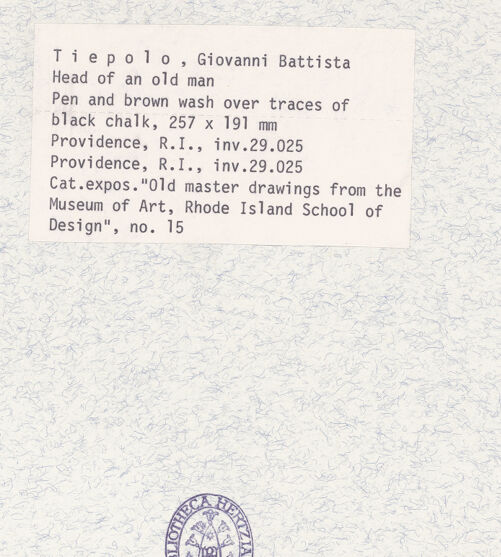 T i e p o l o , Giovanni Battista
Head of an old man
Pen and brown wash over traces of
black chalk, 257 x 191 mm
Providence, R.I., inv.29.025
Providence, R.I., inv.29.025
Cat.expos."Old master drawings from the
Museum of Art, Rhode Island School of
Design", no. 15
BLIOTHECA HERTZIA